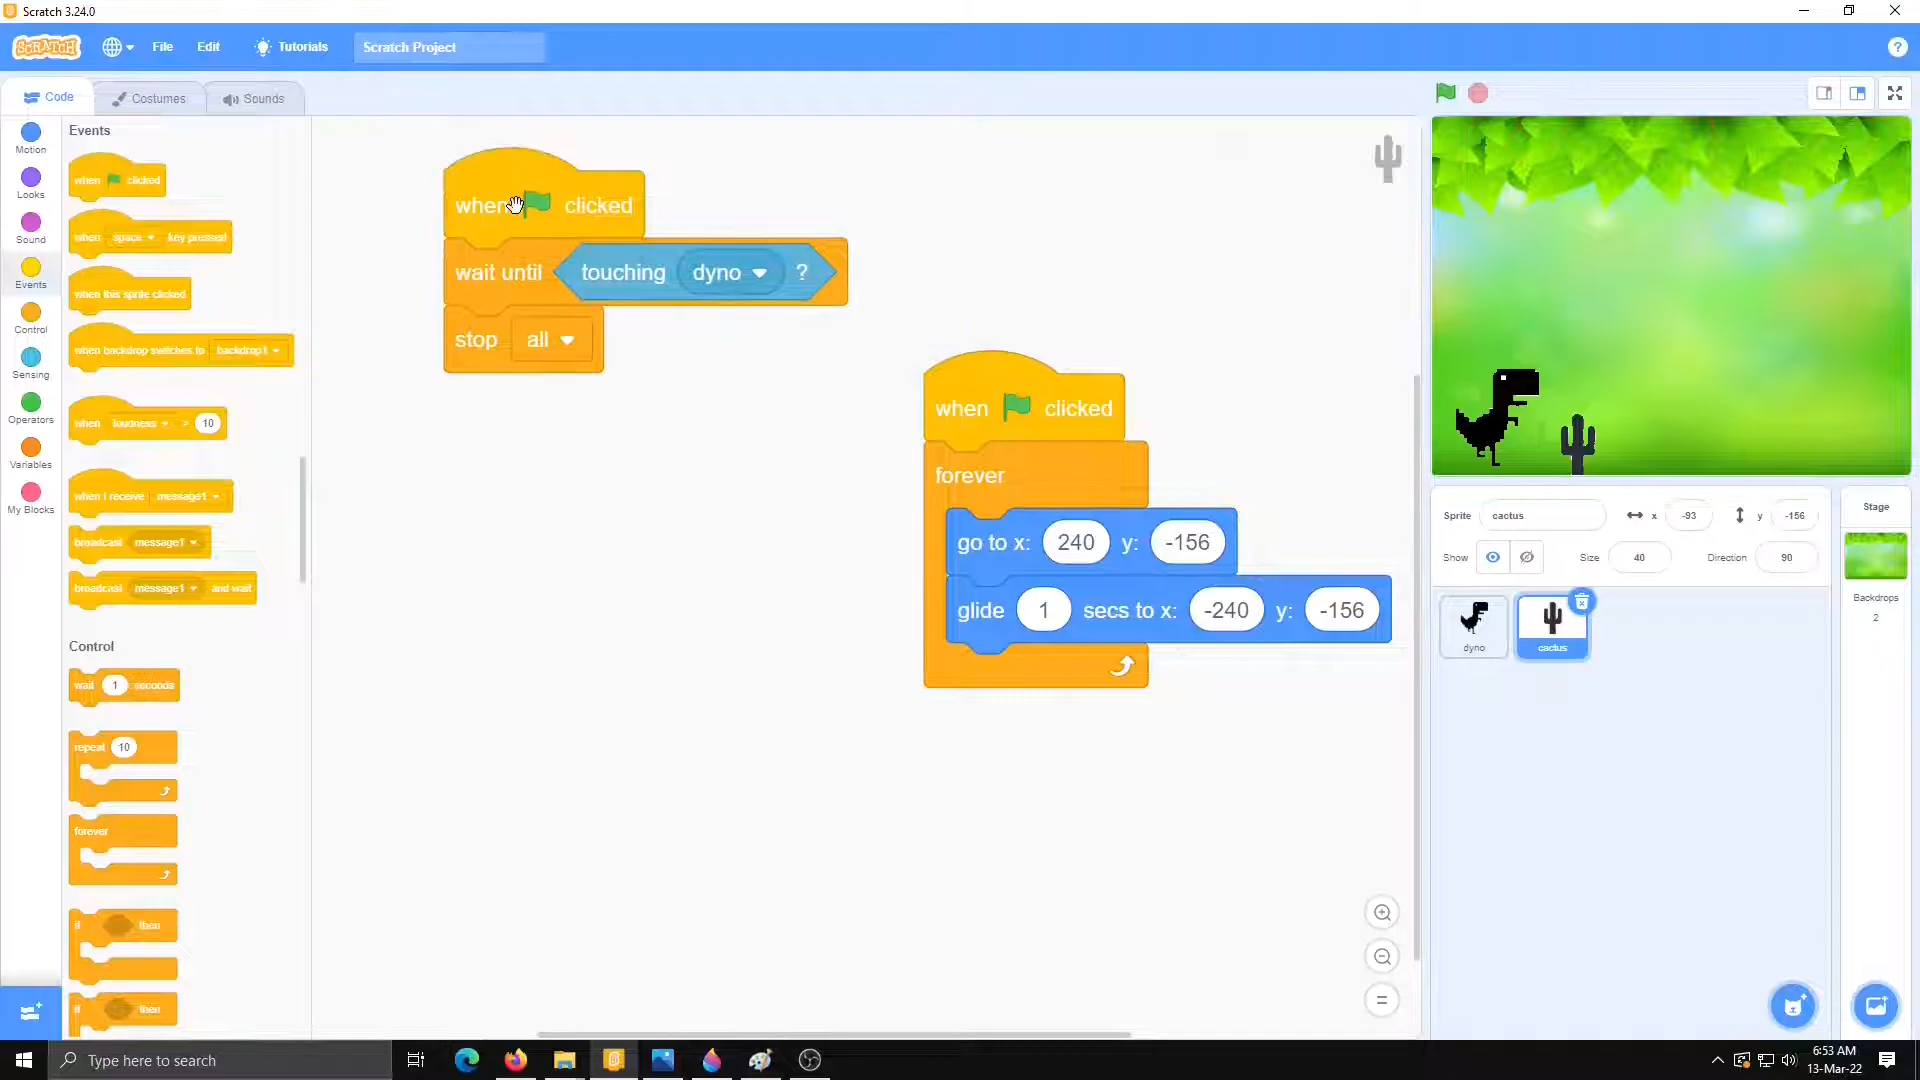 Scratch 3.24.0
SCRATCH
File
Edit
Tutorials
Scratch Project
?
Code
Costumes
Sounds
Motion
Looks
Sound
Events
Control
Sensing
Operators
Variables
My Blocks
Events
when clicked
when space key pressed
when this sprite clicked
when backdrop switches to backdrop1
when loudness > 10
when I receive message1
broadcast message1
broadcast message1 and wait
Control
wait 1 seconds
repeat 10
forever
if then
if then
when clicked
wait until touching dyno ?
stop all
when clicked
forever
go to x: 240 y: -156
glide 1 secs to x: -240 y: -156
Sprite cactus x -93 y -156
Show Size 40 Direction 90
dyno
cactus
Stage
Backdrops
2
Type here to search
6:53 AM
13-Mar-22